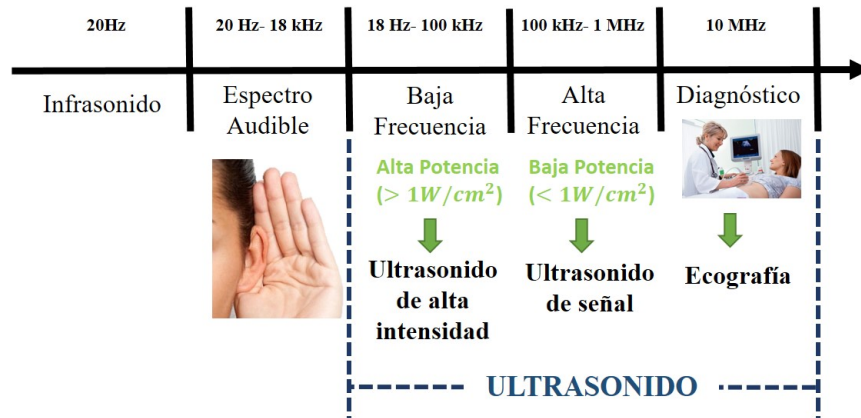 20Hz
20 Hz- 18 kHz
18 Hz- 100 kHz
100 kHz- 1 MHz
10 MHz
Infrasonido
Espectro
Audible
Baja
Frecuencia
Alta
Frecuencia
Diagnóstico
Alta Potencia
(> 1W/cm²)
Baja Potencia
(< 1W/cm²)
Ultrasonido
de alta
intensidad
Ultrasonido
de señal
Ecografía
ULTRASONIDO